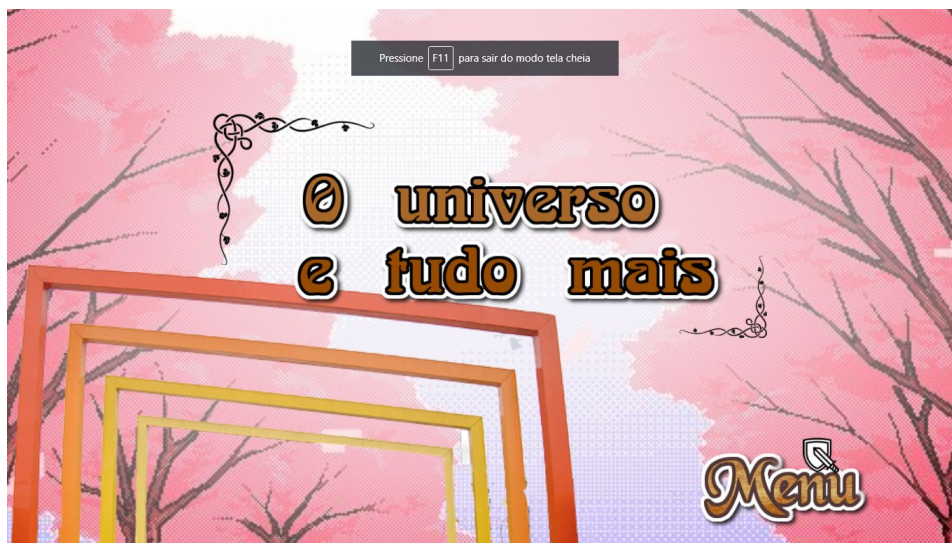 Pressione F11 para sair do modo tela cheia
O universo
e tudo mais
Menu